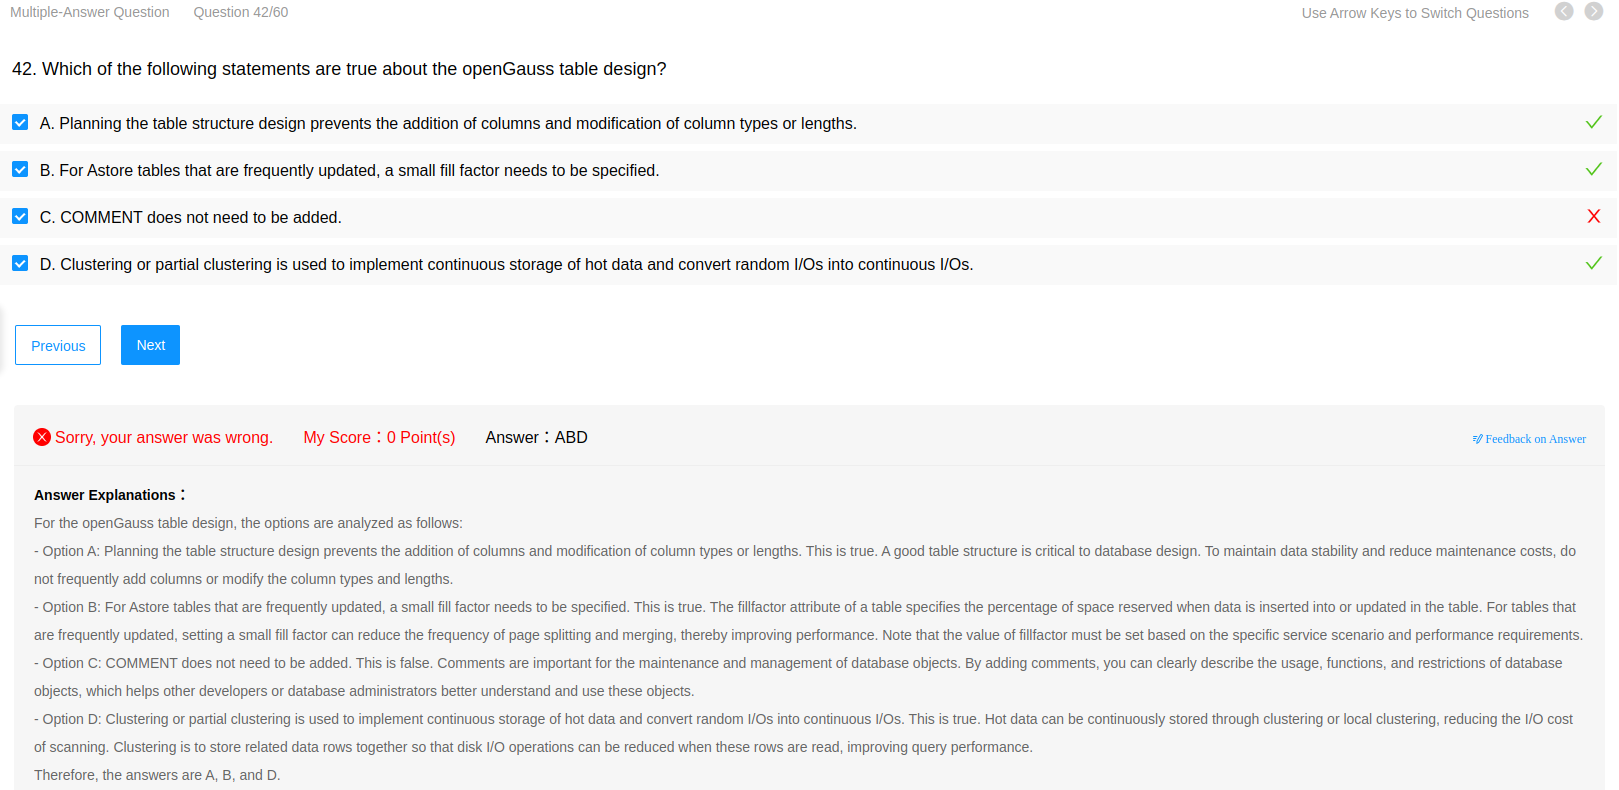 Multiple-Answer Question Question 42/60 Use Arrow Keys to Switch Questions
42. Which of the following statements are true about the openGauss table design?
A. Planning the table structure design prevents the addition of columns and modification of column types or lengths.
B. For Astore tables that are frequently updated, a small fill factor needs to be specified.
C. COMMENT does not need to be added.
D. Clustering or partial clustering is used to implement continuous storage of hot data and convert random I/Os into continuous I/Os.
Previous Next
Sorry, your answer was wrong. My Score：0 Point(s) Answer：ABD Feedback on Answer
Answer Explanations：
For the openGauss table design, the options are analyzed as follows:
- Option A: Planning the table structure design prevents the addition of columns and modification of column types or lengths. This is true. A good table structure is critical to database design. To maintain data stability and reduce maintenance costs, do
not frequently add columns or modify the column types and lengths.
- Option B: For Astore tables that are frequently updated, a small fill factor needs to be specified. This is true. The fillfactor attribute of a table specifies the percentage of space reserved when data is inserted into or updated in the table. For tables that
are frequently updated, setting a small fill factor can reduce the frequency of page splitting and merging, thereby improving performance. Note that the value of fillfactor must be set based on the specific service scenario and performance requirements.
- Option C: COMMENT does not need to be added. This is false. Comments are important for the maintenance and management of database objects. By adding comments, you can clearly describe the usage, functions, and restrictions of database
objects, which helps other developers or database administrators better understand and use these objects.
- Option D: Clustering or partial clustering is used to implement continuous storage of hot data and convert random I/Os into continuous I/Os. This is true. Hot data can be continuously stored through clustering or local clustering, reducing the I/O cost
of scanning. Clustering is to store related data rows together so that disk I/O operations can be reduced when these rows are read, improving query performance.
Therefore, the answers are A, B, and D.